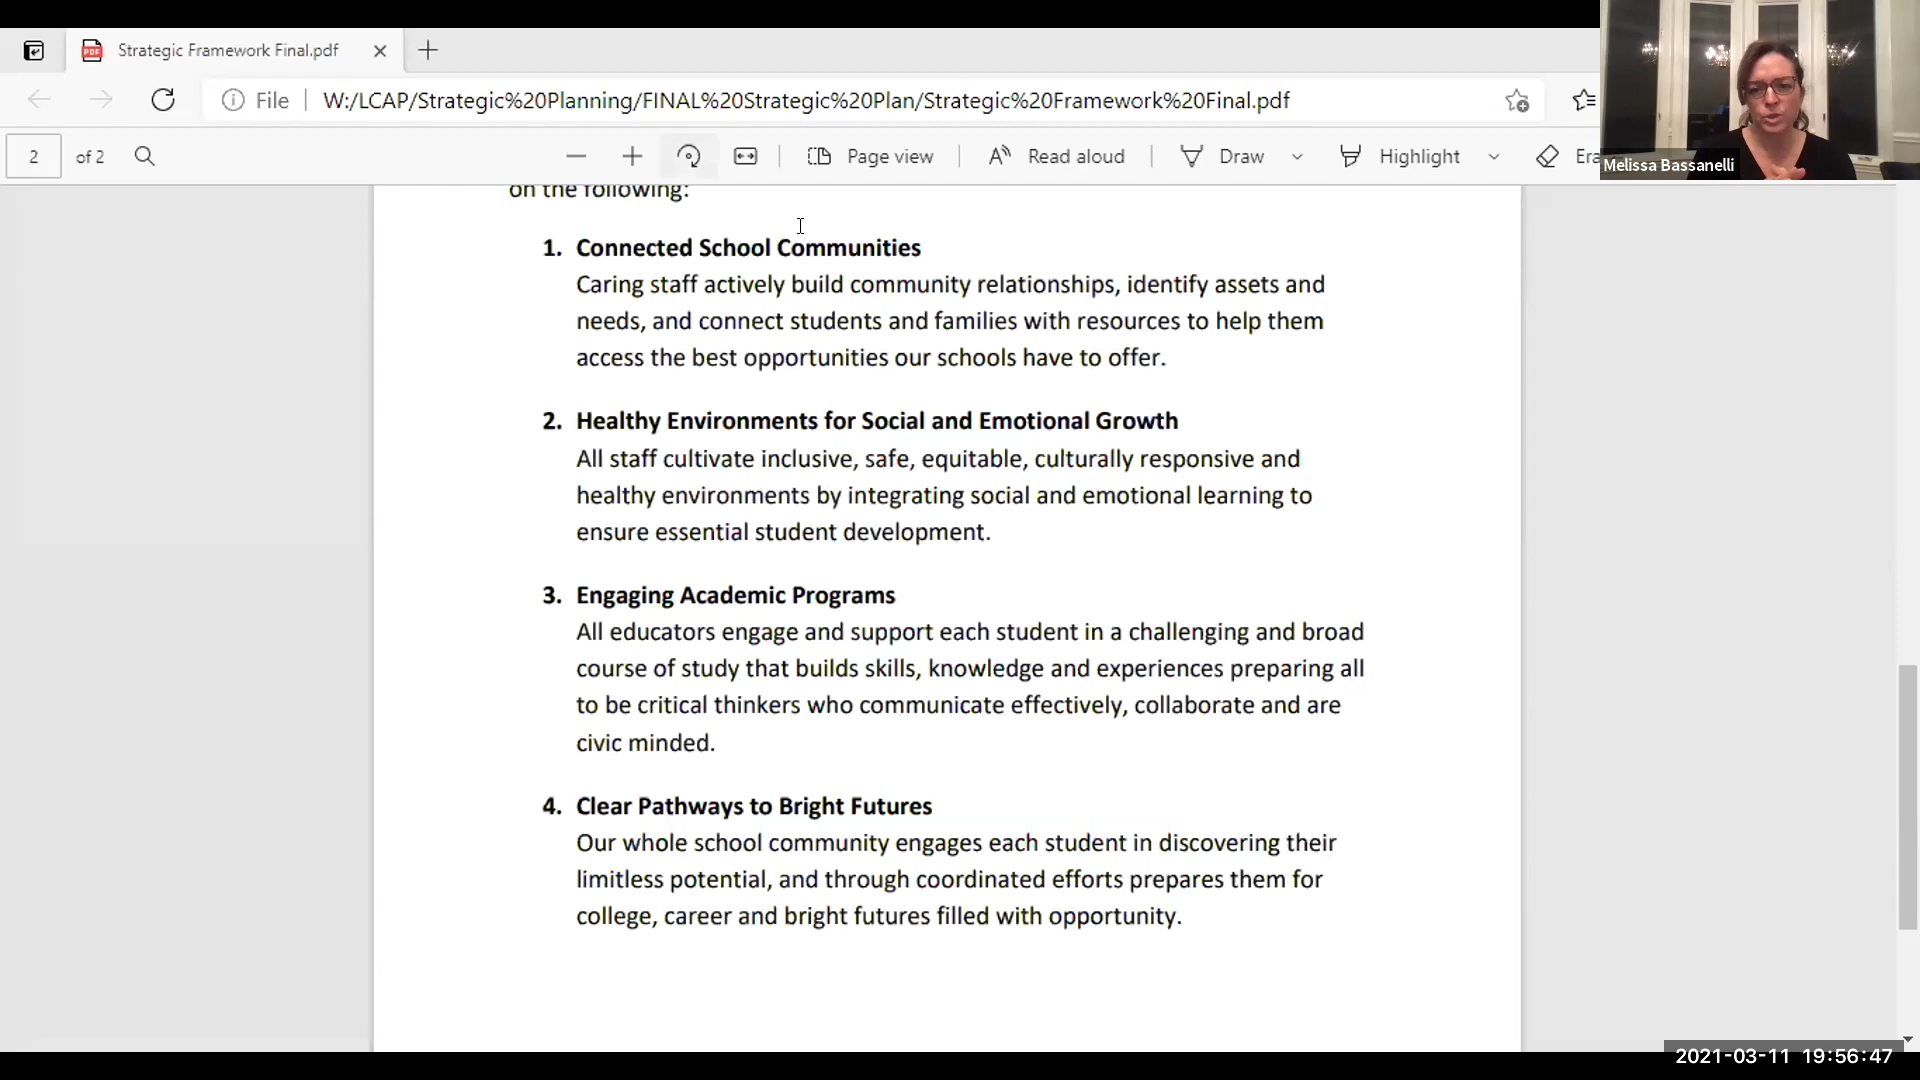 Strategic Framework Final.pdf
File
W:/LCAP/Strategic%20Planning/FINAL%20Strategic%20Plan/Strategic%20Framework%20Final.pdf
2 of 2
Page view
Read aloud
Draw
Highlight
Era
Melissa Bassanelli
on the following:
1. Connected School Communities
Caring staff actively build community relationships, identify assets and
needs, and connect students and families with resources to help them
access the best opportunities our schools have to offer.
2. Healthy Environments for Social and Emotional Growth
All staff cultivate inclusive, safe, equitable, culturally responsive and
healthy environments by integrating social and emotional learning to
ensure essential student development.
3. Engaging Academic Programs
All educators engage and support each student in a challenging and broad
course of study that builds skills, knowledge and experiences preparing all
to be critical thinkers who communicate effectively, collaborate and are
civic minded.
4. Clear Pathways to Bright Futures
Our whole school community engages each student in discovering their
limitless potential, and through coordinated efforts prepares them for
college, career and bright futures filled with opportunity.
2021-03-11 19:56:47